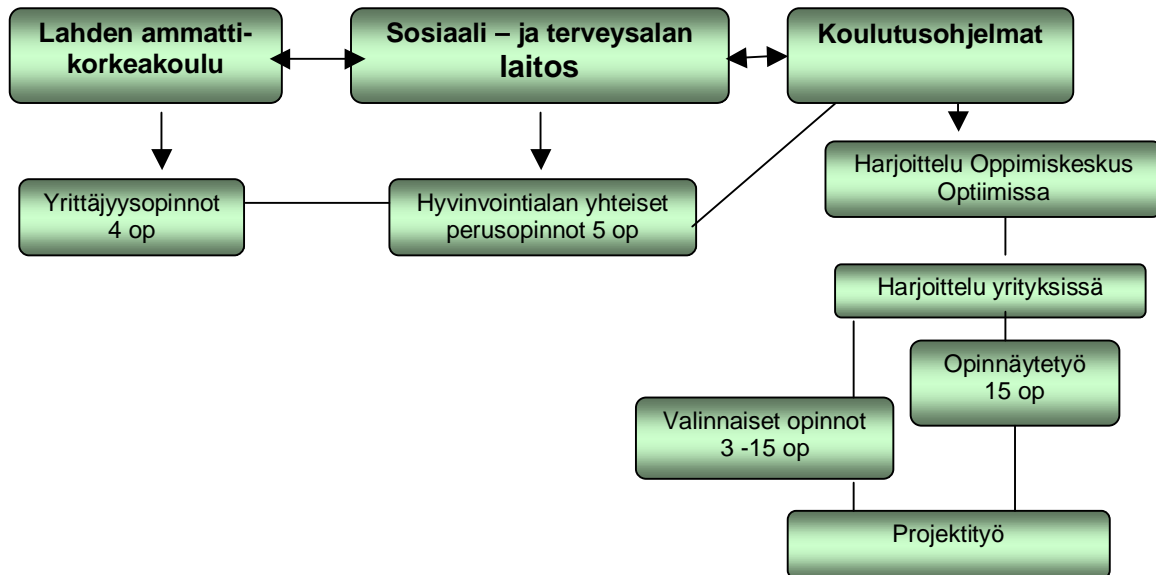 Lahden ammatti-
korkeakoulu
Sosiaali – ja terveysalan
laitos
Koulutusohjelmat
Yrittäjyysopinnot
4 op
Hyvinvointialan yhteiset
perusopinnot 5 op
Harjoittelu Oppimiskeskus
Optiimissa
Harjoittelu yrityksissä
Opinnäytetyö
15 op
Valinnaiset opinnot
3 -15 op
Projektityö